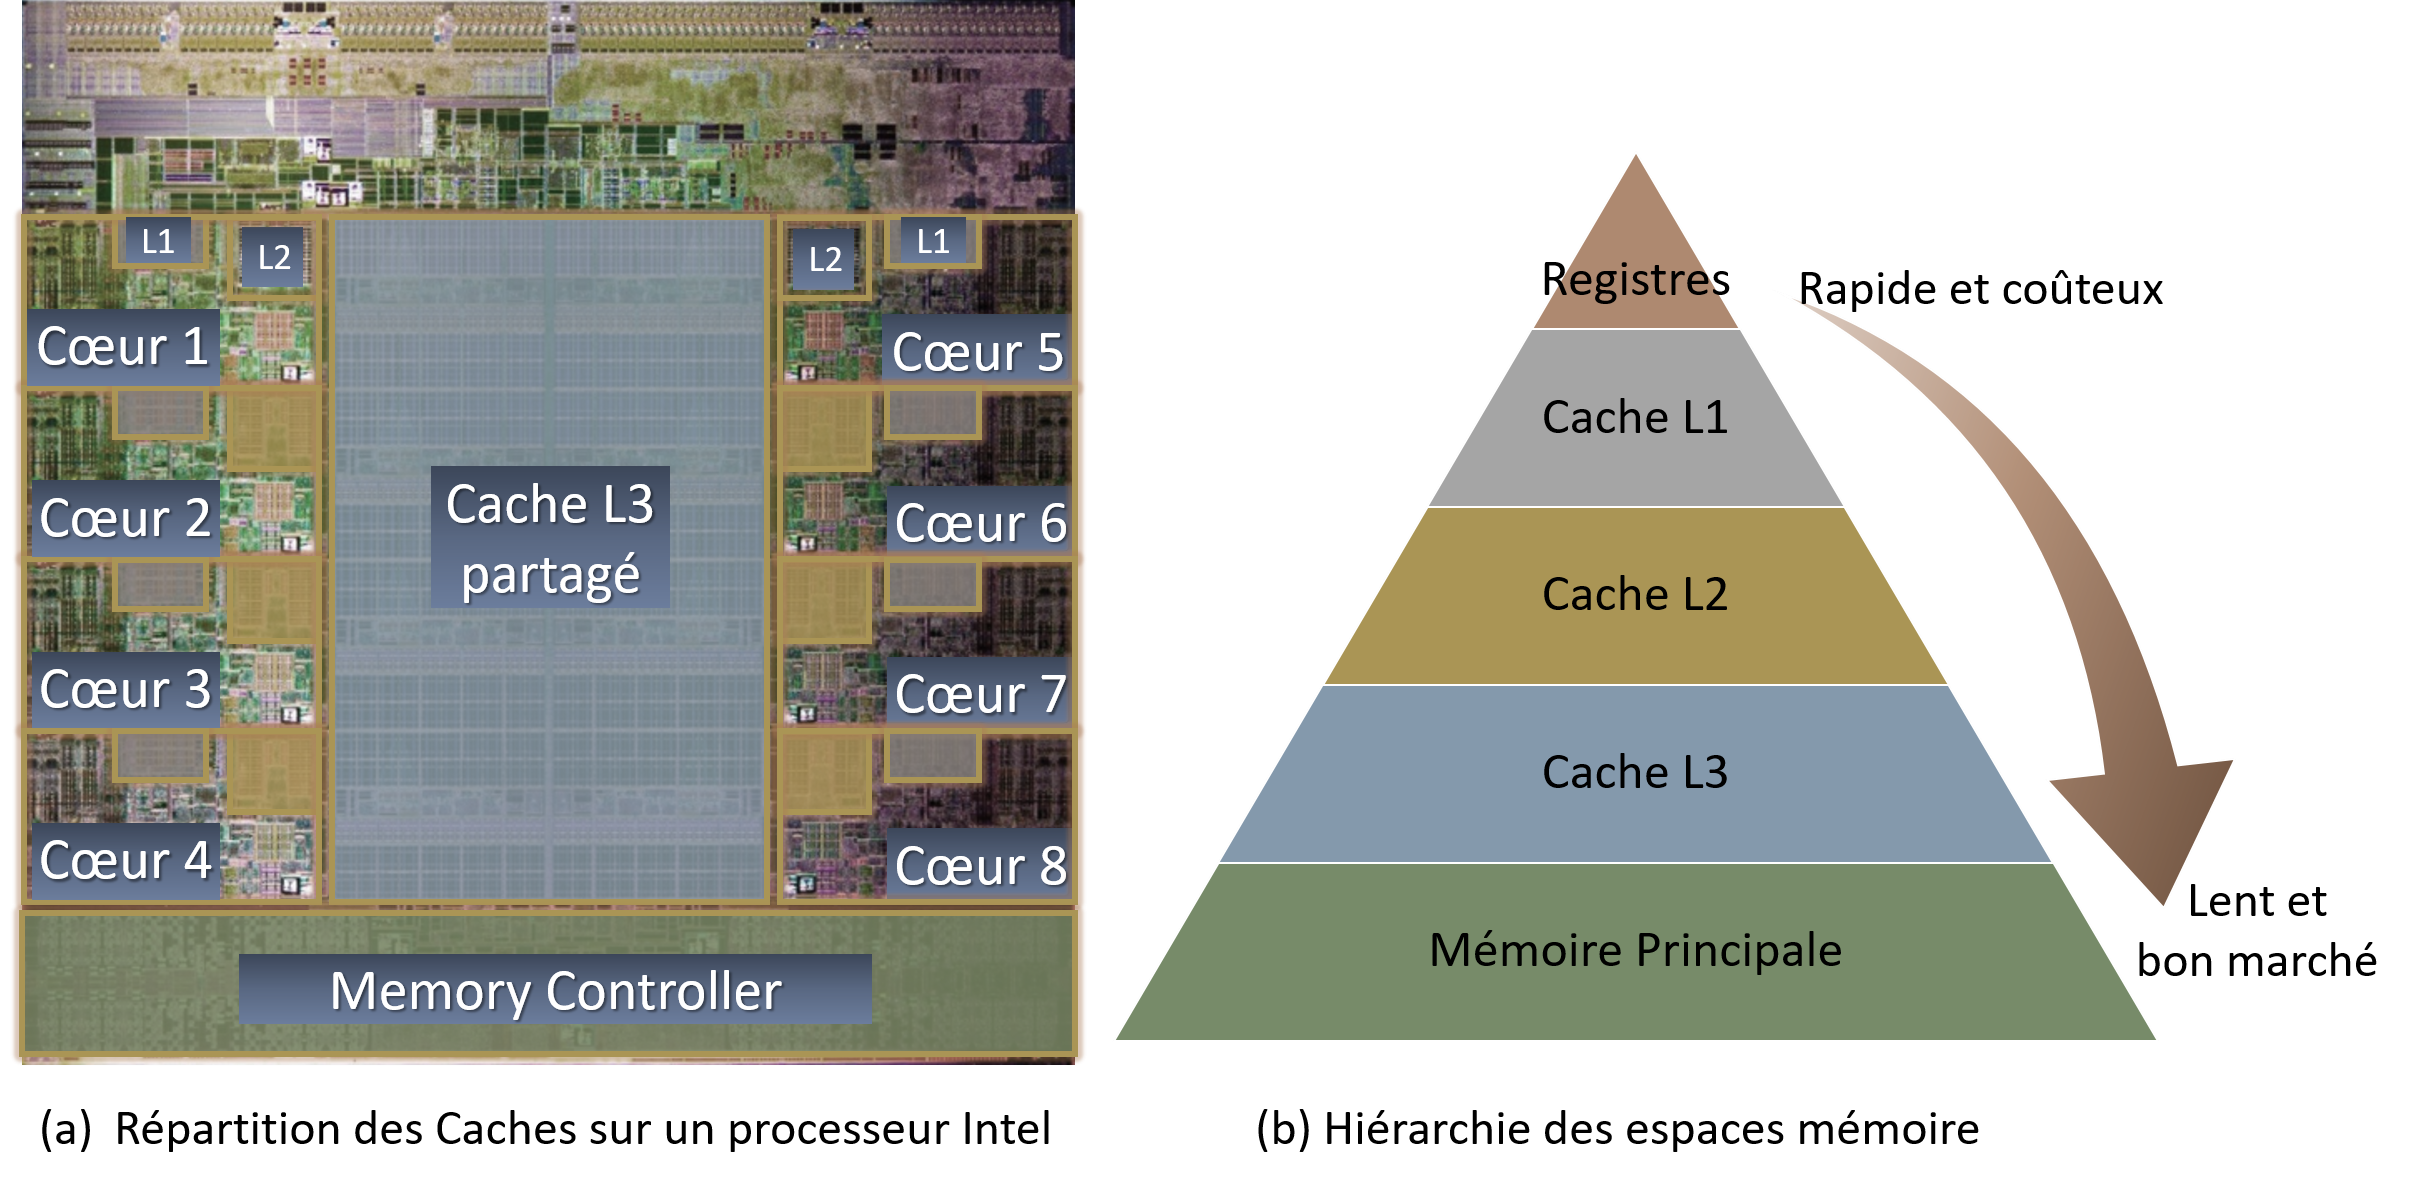 L1
L2
L2
L1
Cœur 1
Cœur 5
Cœur 2
Cœur 6
Cache L3
partagé
Cœur 3
Cœur 7
Cœur 4
Cœur 8
Memory Controller
(a) Répartition des Caches sur un processeur Intel
Registres
Rapide et coûteux
Cache L1
Cache L2
Cache L3
Mémoire Principale
Lent et
bon marché
(b) Hiérarchie des espaces mémoire